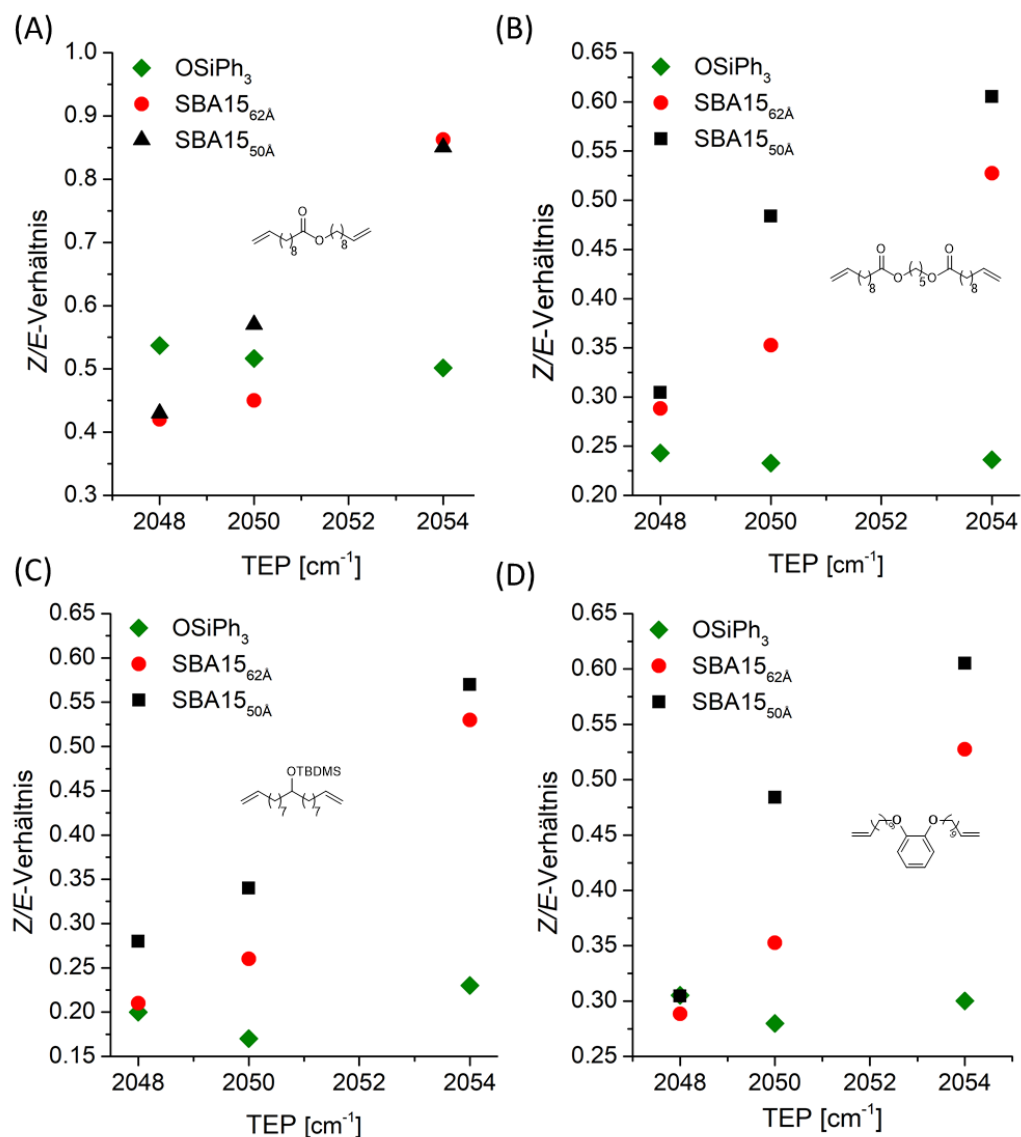 (A)
1.0
0.9
0.8
0.7
0.6
0.5
0.4
0.3
Z/E-Verhältnis
OSiPh3
SBA1562Å
SBA1550Å
O
8
O
8
2048 2050 2052 2054
TEP [cm-1]
(B)
0.65
0.60
0.55
0.50
0.45
0.40
0.35
0.30
0.25
0.20
Z/E-Verhältnis
OSiPh3
SBA1562Å
SBA1550Å
O O
8 O 5 O 8
2048 2050 2052 2054
TEP [cm-1]
(C)
0.65
0.60
0.55
0.50
0.45
0.40
0.35
0.30
0.25
0.20
0.15
Z/E-Verhältnis
OSiPh3
SBA1562Å
SBA1550Å
OTBDMS
7 7
2048 2050 2052 2054
TEP [cm-1]
(D)
0.65
0.60
0.55
0.50
0.45
0.40
0.35
0.30
0.25
Z/E-Verhältnis
OSiPh3
SBA1562Å
SBA1550Å
9 O O 9
2048 2050 2052 2054
TEP [cm-1]